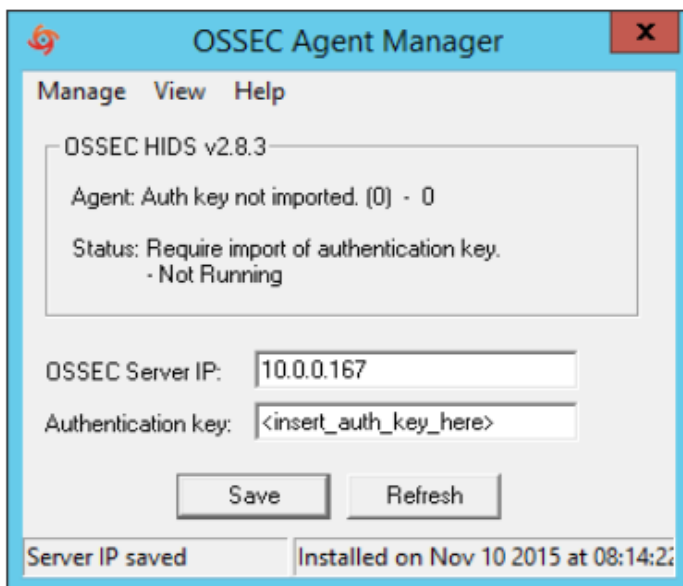 OSSEC Agent Manager
x
Manage View Help
OSSEC HIDS v2.8.3
Agent: Auth key not imported. (0) - 0
Status: Require import of authentication key.
- Not Running
OSSEC Server IP: 10.0.0.167
Authentication key: <insert_auth_key_here>
Save Refresh
Server IP saved Installed on Nov 10 2015 at 08:14:22